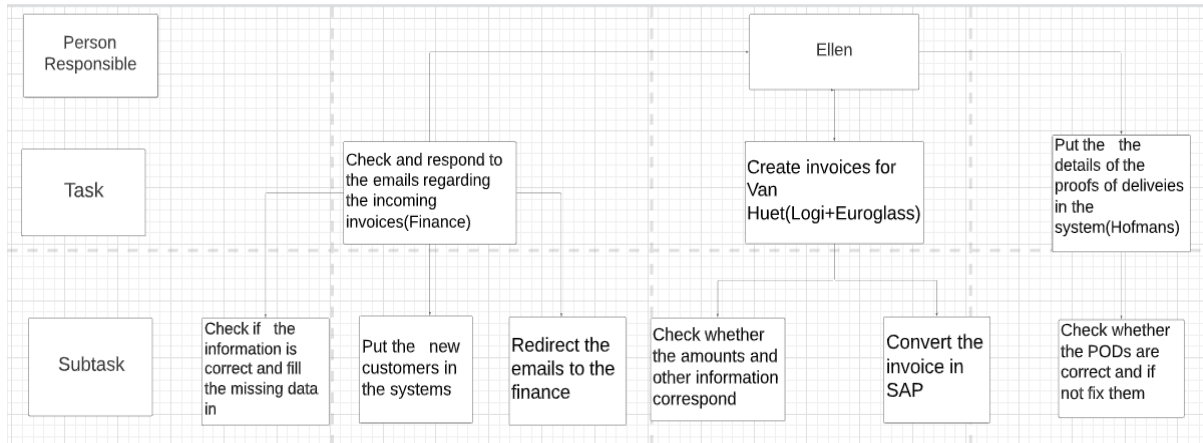 Person
Responsible
Ellen
Task
Check and respond to
the emails regarding
the incoming
invoices(Finance)
Create invoices for
Van
Huet(Logi+Euroglass)
Put the the
details of the
proofs of deliveies
in the
system(Hofmans)
Subtask
Check if the
information is
correct and fill
the missing data
in
Put the new
customers in
the systems
Redirect the
emails to the
finance
Check whether
the amounts and
other information
correspond
Convert the
invoice in
SAP
Check whether
the PODs are
correct and if
not fix them